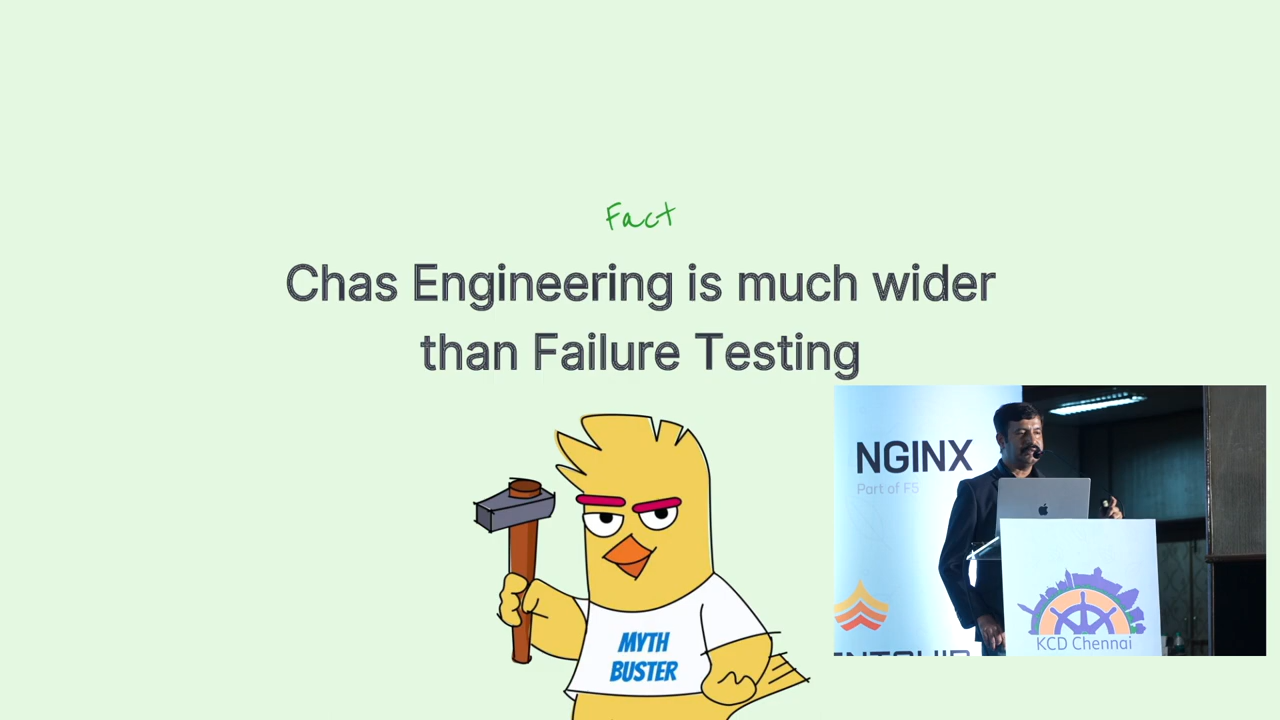 Fact
Chas Engineering is much wider
than Failure Testing
MYTH
BUSTER
NGINX
Part of F5
KCD Chennai